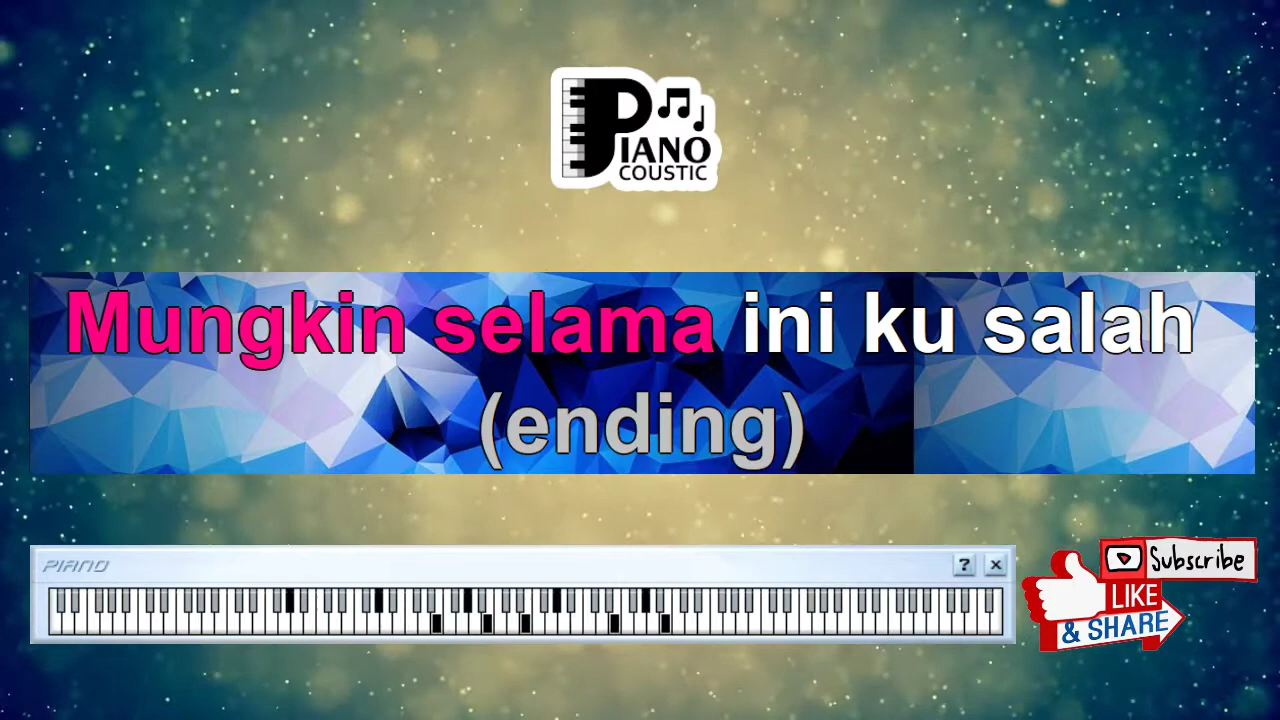 PIANO
COUSTIC
Mungkin selama ini ku salah
(ending)
PIANO
?
x
Subscribe
LIKE
& SHARE